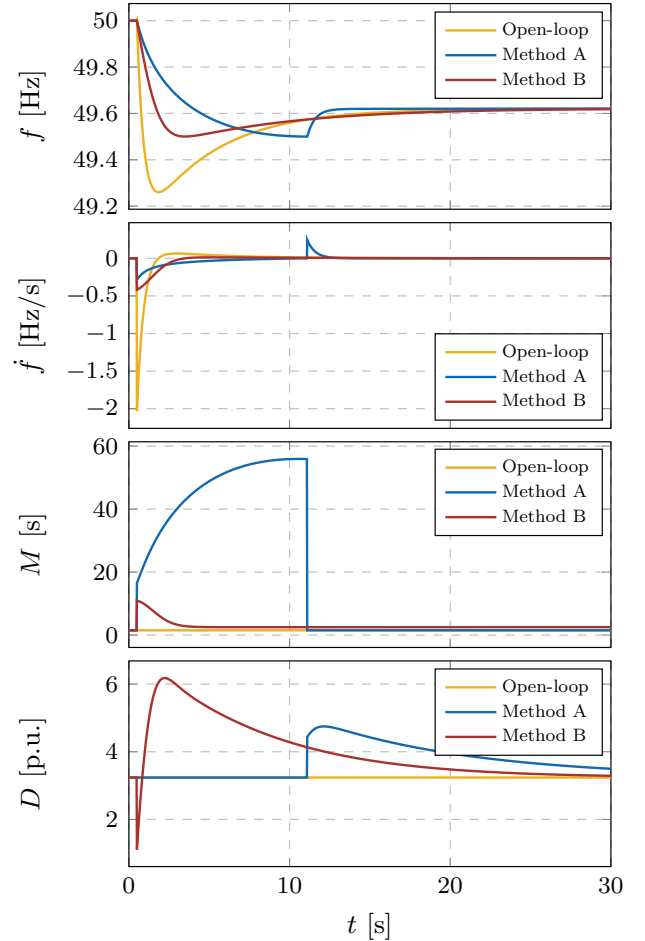 50
49.8
49.6
49.4
49.2
f [Hz]
Open-loop
Method A
Method B
0
−0.5
−1
−1.5
−2
ḟ [Hz/s]
Open-loop
Method A
Method B
60
40
20
0
M [s]
Open-loop
Method A
Method B
6
4
2
D [p.u.]
Open-loop
Method A
Method B
0 10 20 30
t [s]